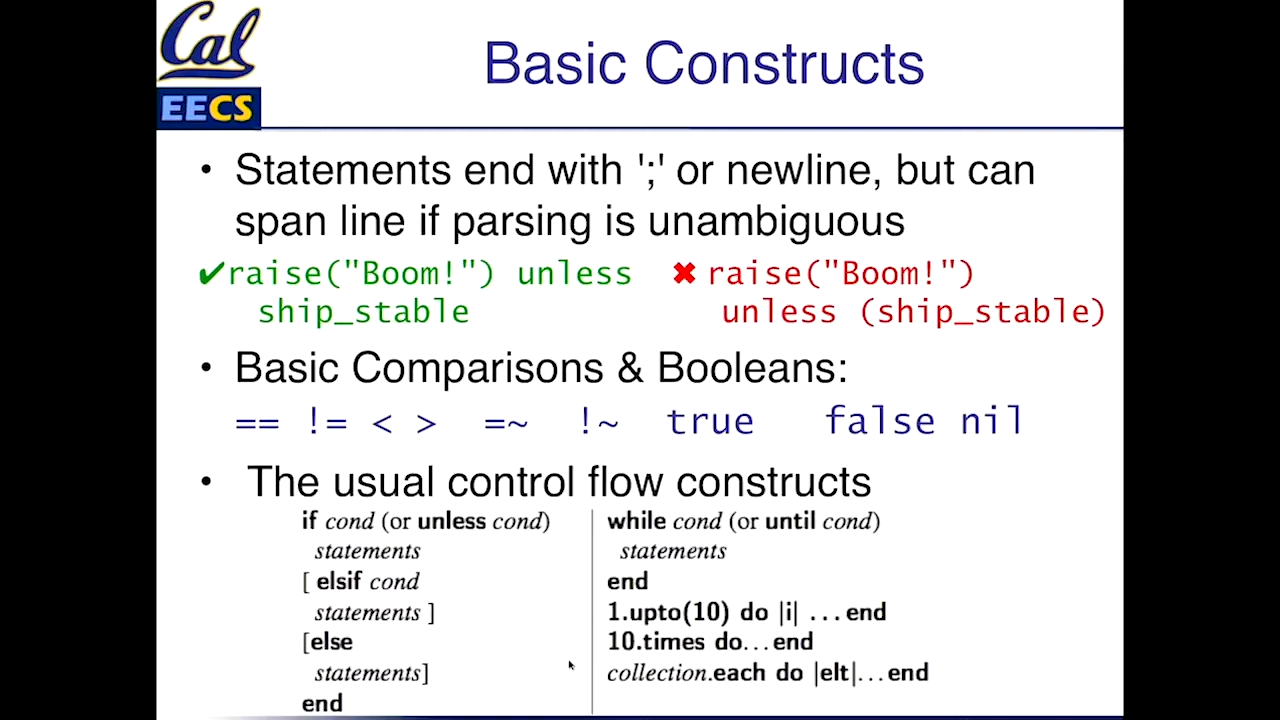 Cal
EECS
Basic Constructs
• Statements end with ';' or newline, but can
span line if parsing is unambiguous
✔raise("Boom!") unless
ship_stable
✖ raise("Boom!")
unless (ship_stable)
• Basic Comparisons & Booleans:
== != < > =~ !~ true false nil
• The usual control flow constructs
if cond (or unless cond)
statements
[ elsif cond
statements ]
[else
statements]
end
while cond (or until cond)
statements
end
1.upto(10) do |i| ...end
10.times do...end
collection.each do |elt|...end